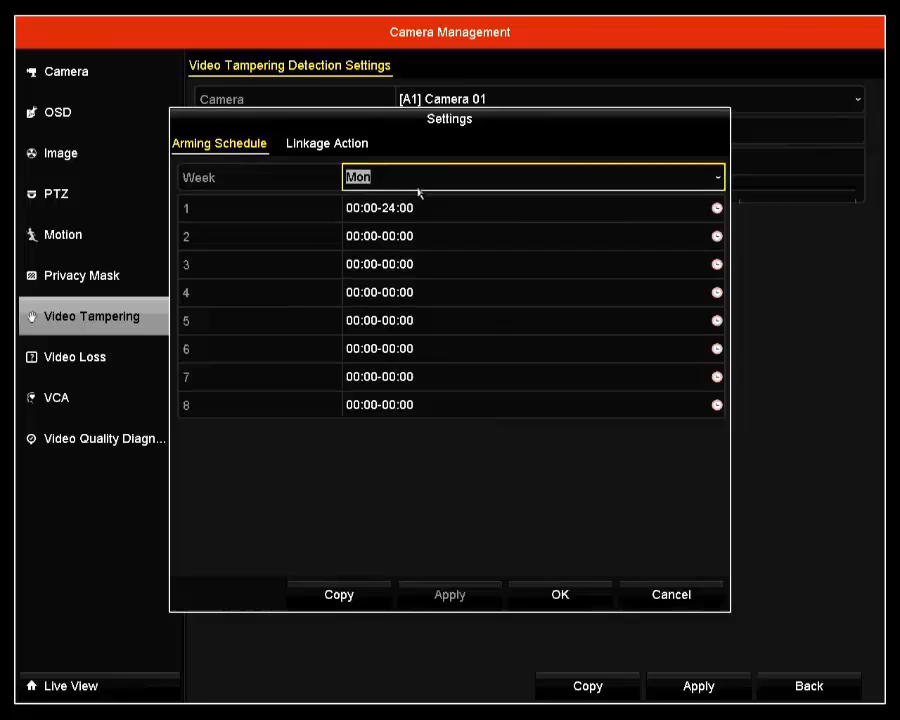 Camera Management
Camera
OSD
Image
PTZ
Motion
Privacy Mask
Video Tampering
Video Loss
VCA
Video Quality Diagn...
Live View
Video Tampering Detection Settings
Camera [A1] Camera 01
Settings
Arming Schedule Linkage Action
Week Mon
1 00:00-24:00
2 00:00-00:00
3 00:00-00:00
4 00:00-00:00
5 00:00-00:00
6 00:00-00:00
7 00:00-00:00
8 00:00-00:00
Copy Apply OK Cancel
Copy Apply Back